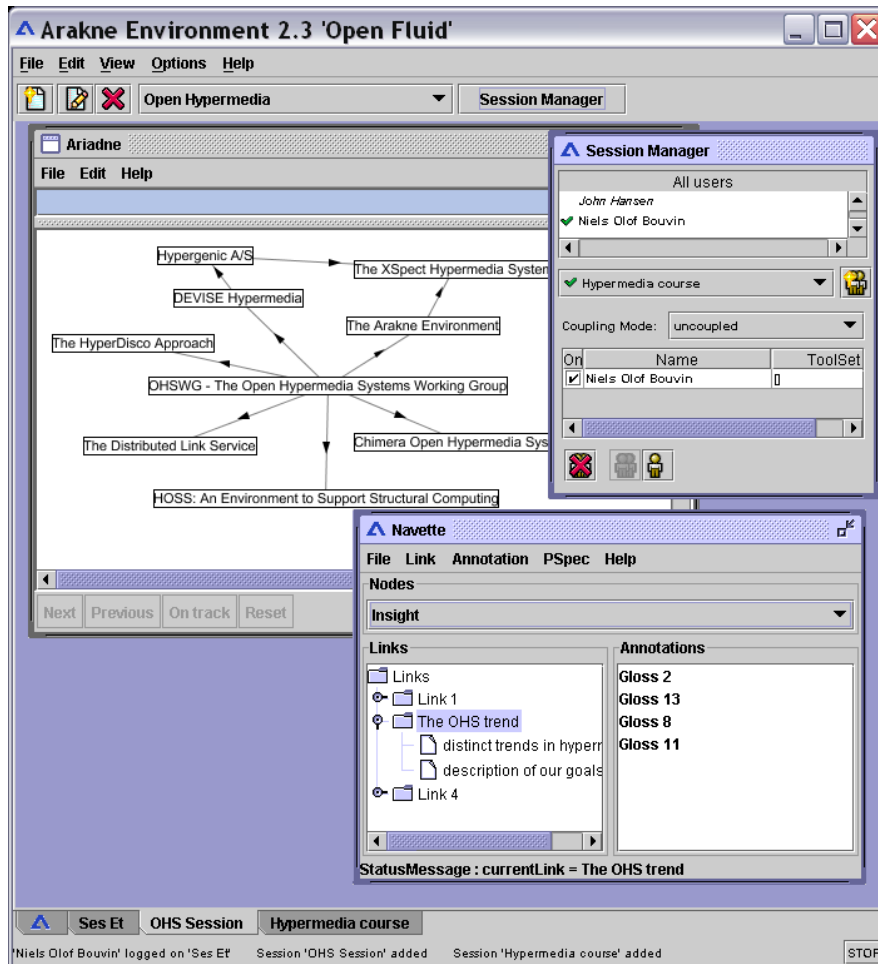 Arakne Environment 2.3 'Open Fluid'
File Edit View Options Help
Open Hypermedia Session Manager
Ariadne
File Edit Help
Hypergenic A/S
The XSpect Hypermedia System
DEVISE Hypermedia
The Arakne Environment
The HyperDisco Approach
OHSWG - The Open Hypermedia Systems Working Group
The Distributed Link Service
Chimera Open Hypermedia Sys
HOSS: An Environment to Support Structural Computing
Next Previous On track Reset
Session Manager
All users
John Hansen
Niels Olof Bouvin
Hypermedia course
Coupling Mode: uncoupled
On Name ToolSet
Niels Olof Bouvin []
Navette
File Link Annotation PSpec Help
Nodes
Insight
Links
Links
Link 1
The OHS trend
distinct trends in hyperr
description of our goals
Link 4
Annotations
Gloss 2
Gloss 13
Gloss 8
Gloss 11
StatusMessage : currentLink = The OHS trend
Ses Et OHS Session Hypermedia course
'Niels Olof Bouvin' logged on 'Ses Et' Session 'OHS Session' added Session 'Hypermedia course' added STOP